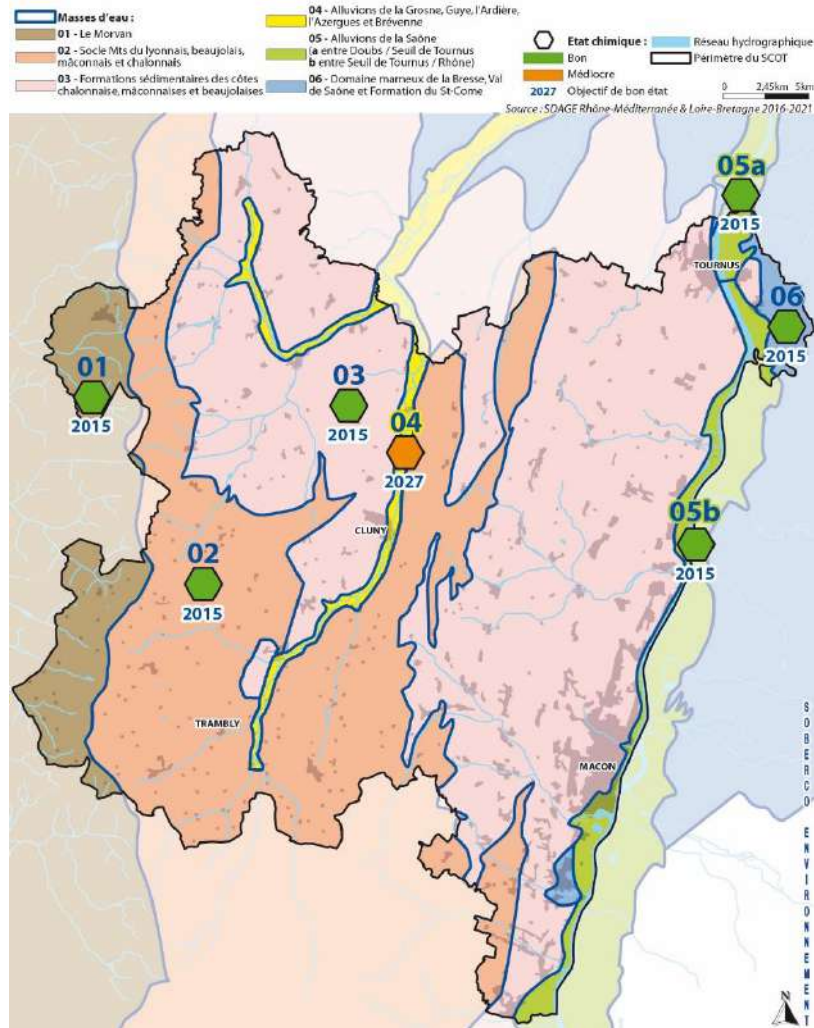 Masses d'eau :
01 - Le Morvan
02 - Socle Mts du lyonnais, beaujolais,
mâconnais et chalonnais
03 - Formations sédimentaires des côtes
chalonnaise, mâconnaises et beaujolaises
04 - Alluvions de la Grosne, Guye, l'Ardière,
l'Azergues et Brévenne
05 - Alluvions de la Saône
(a entre Doubs / Seuil de Tournus
b entre Seuil de Tournus / Rhône)
06 - Domaine marneux de la Bresse, Val
de Saône et Formation du St-Come
Etat chimique :
Bon
Médiocre
2027 Objectif de bon état
Réseau hydrographique
Périmètre du SCOT
0 2,45km 5km
Source : SDAGE Rhône-Méditerranée & Loire-Bretagne 2016-2021
05a
2015
TOURNUS
06
2015
01
2015
03
2015
04
2027
CLUNY
05b
2015
02
2015
TRAMBLY
MACON
SOBERCO ENVIRONNEMENT
N